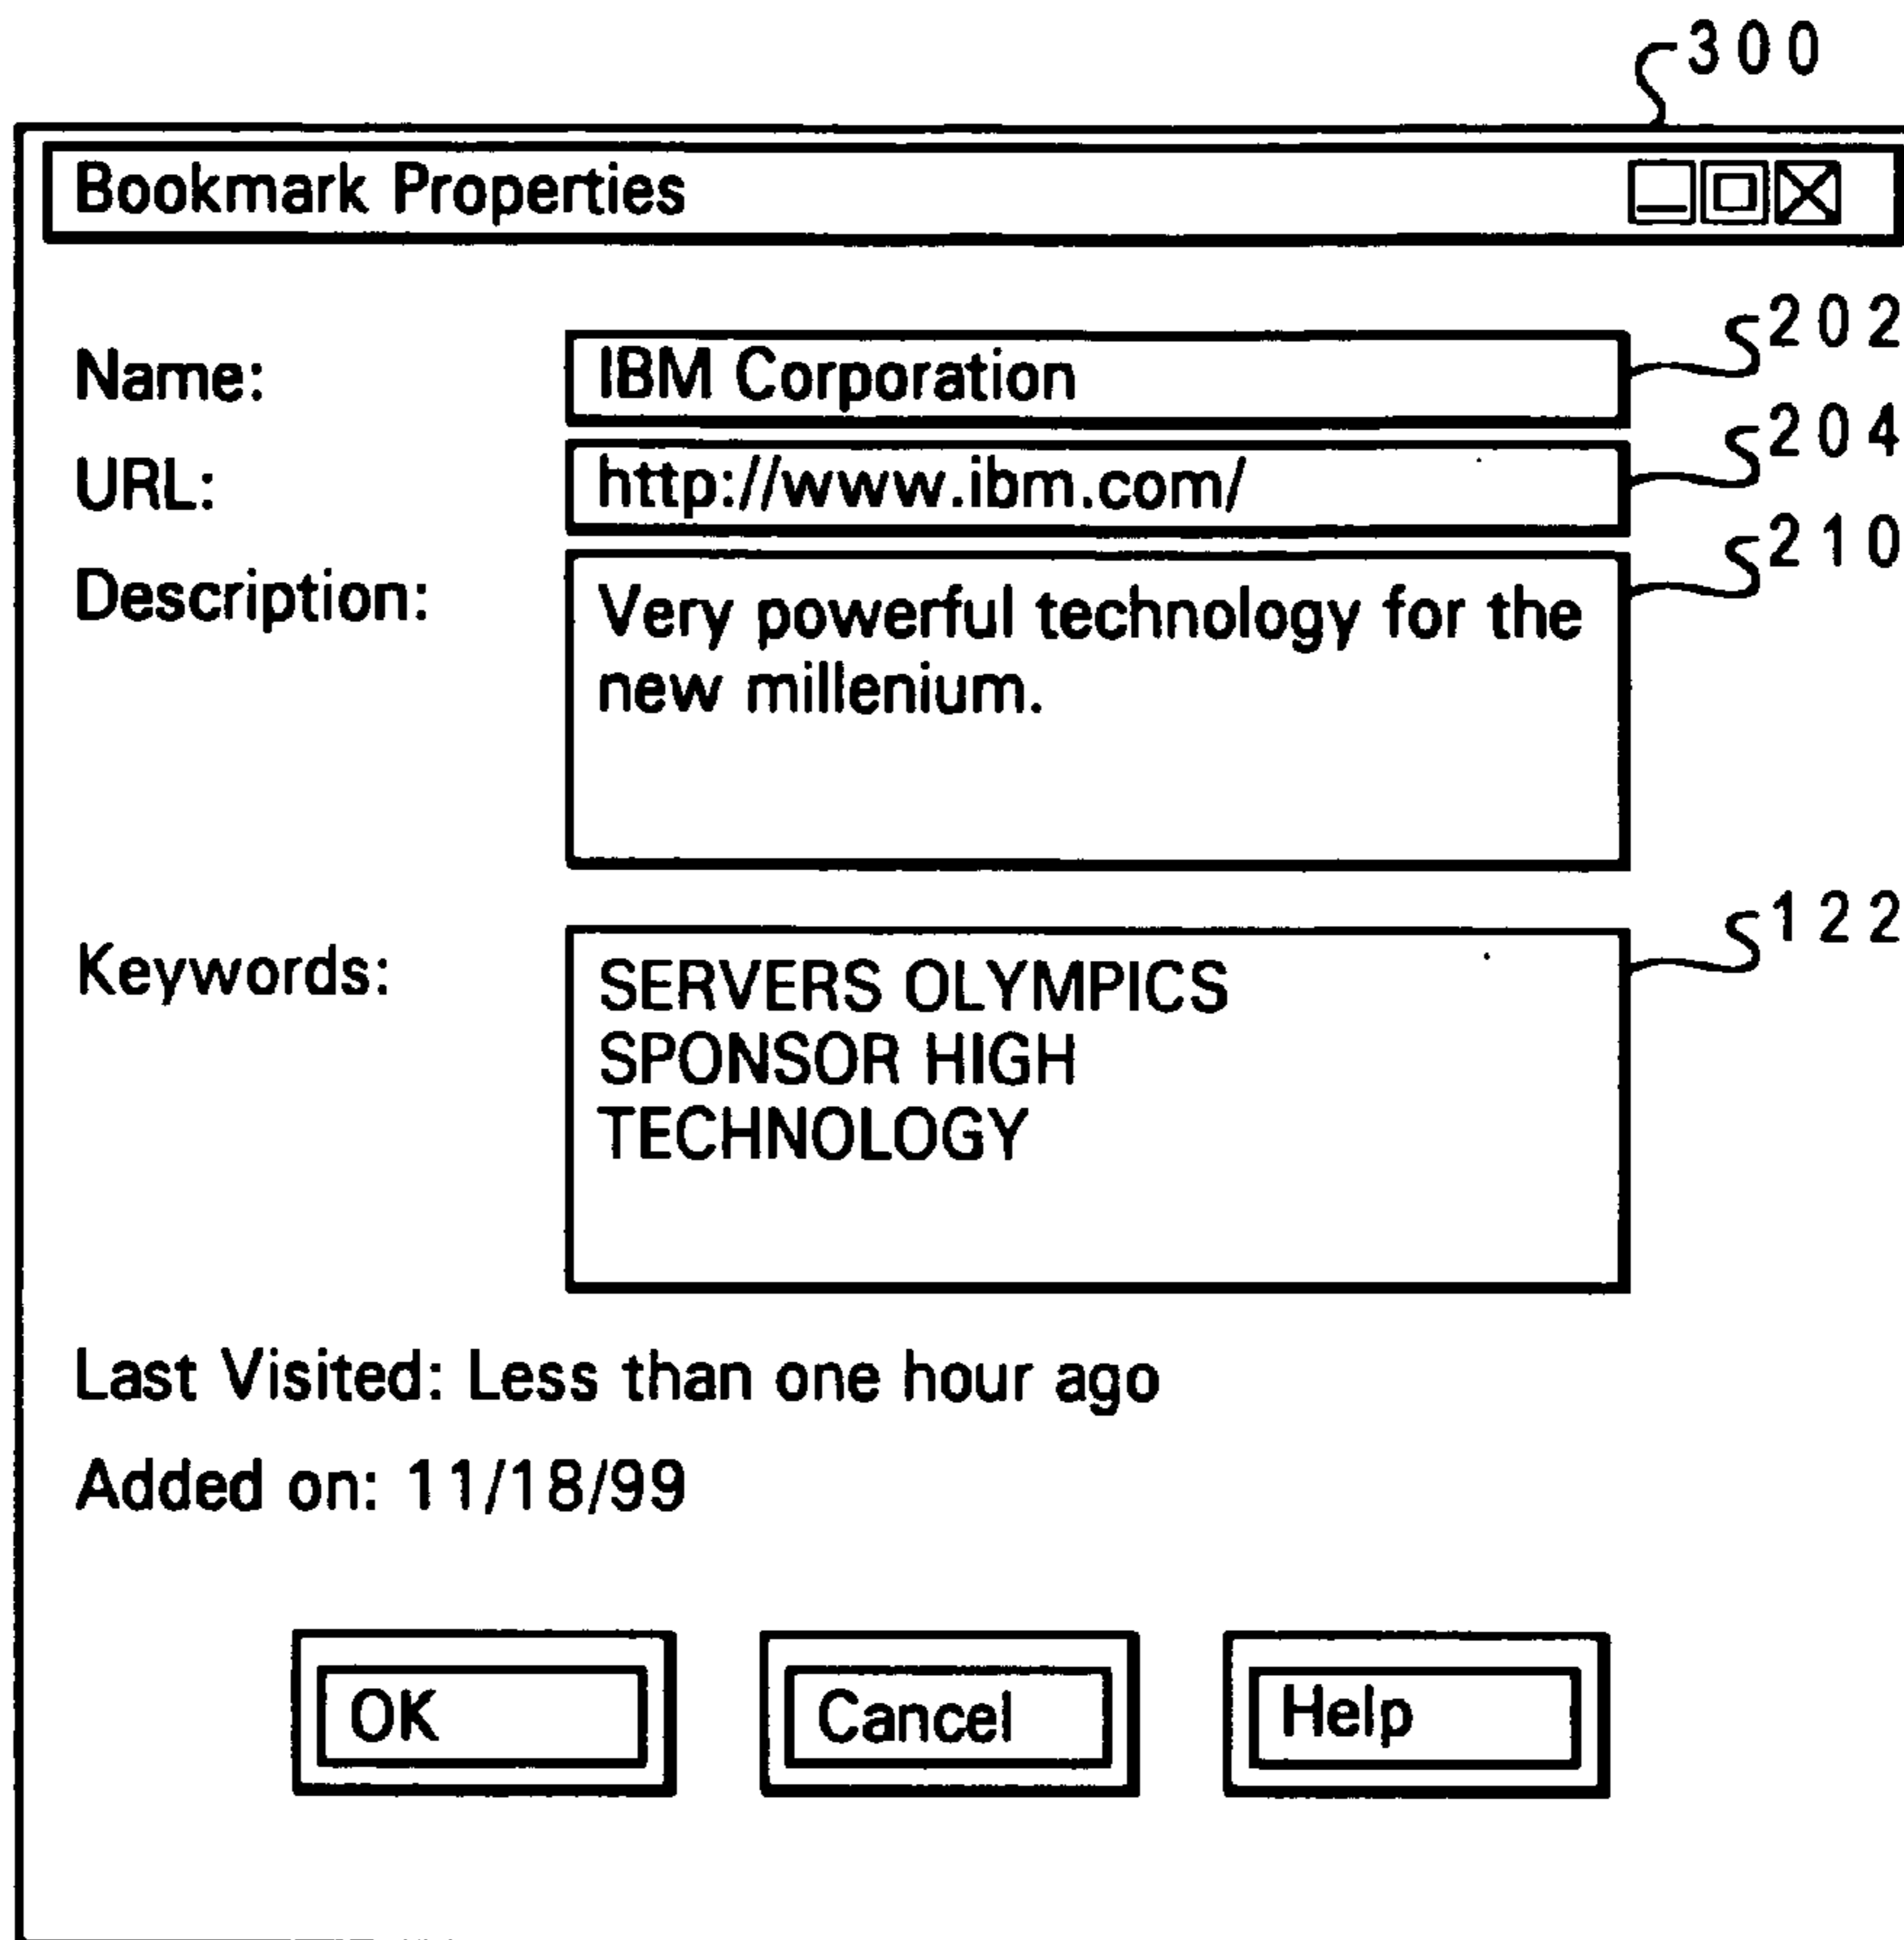 300
Bookmark Properties
Name: IBM Corporation 202
URL: http://www.ibm.com/ 204
Description: Very powerful technology for the 210
new millenium.
Keywords: SERVERS OLYMPICS 122
SPONSOR HIGH
TECHNOLOGY
Last Visited: Less than one hour ago
Added on: 11/18/99
OK Cancel Help